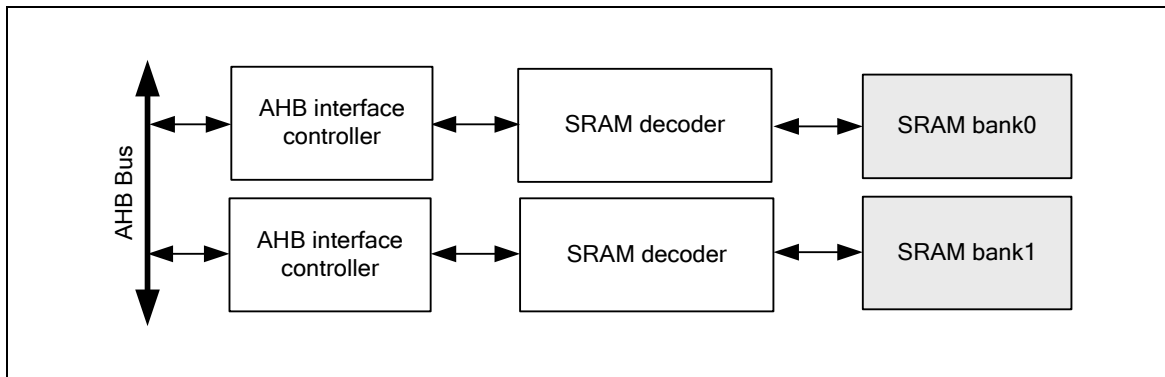 AHB Bus
AHB interface
controller
SRAM decoder
SRAM bank0
AHB interface
controller
SRAM decoder
SRAM bank1